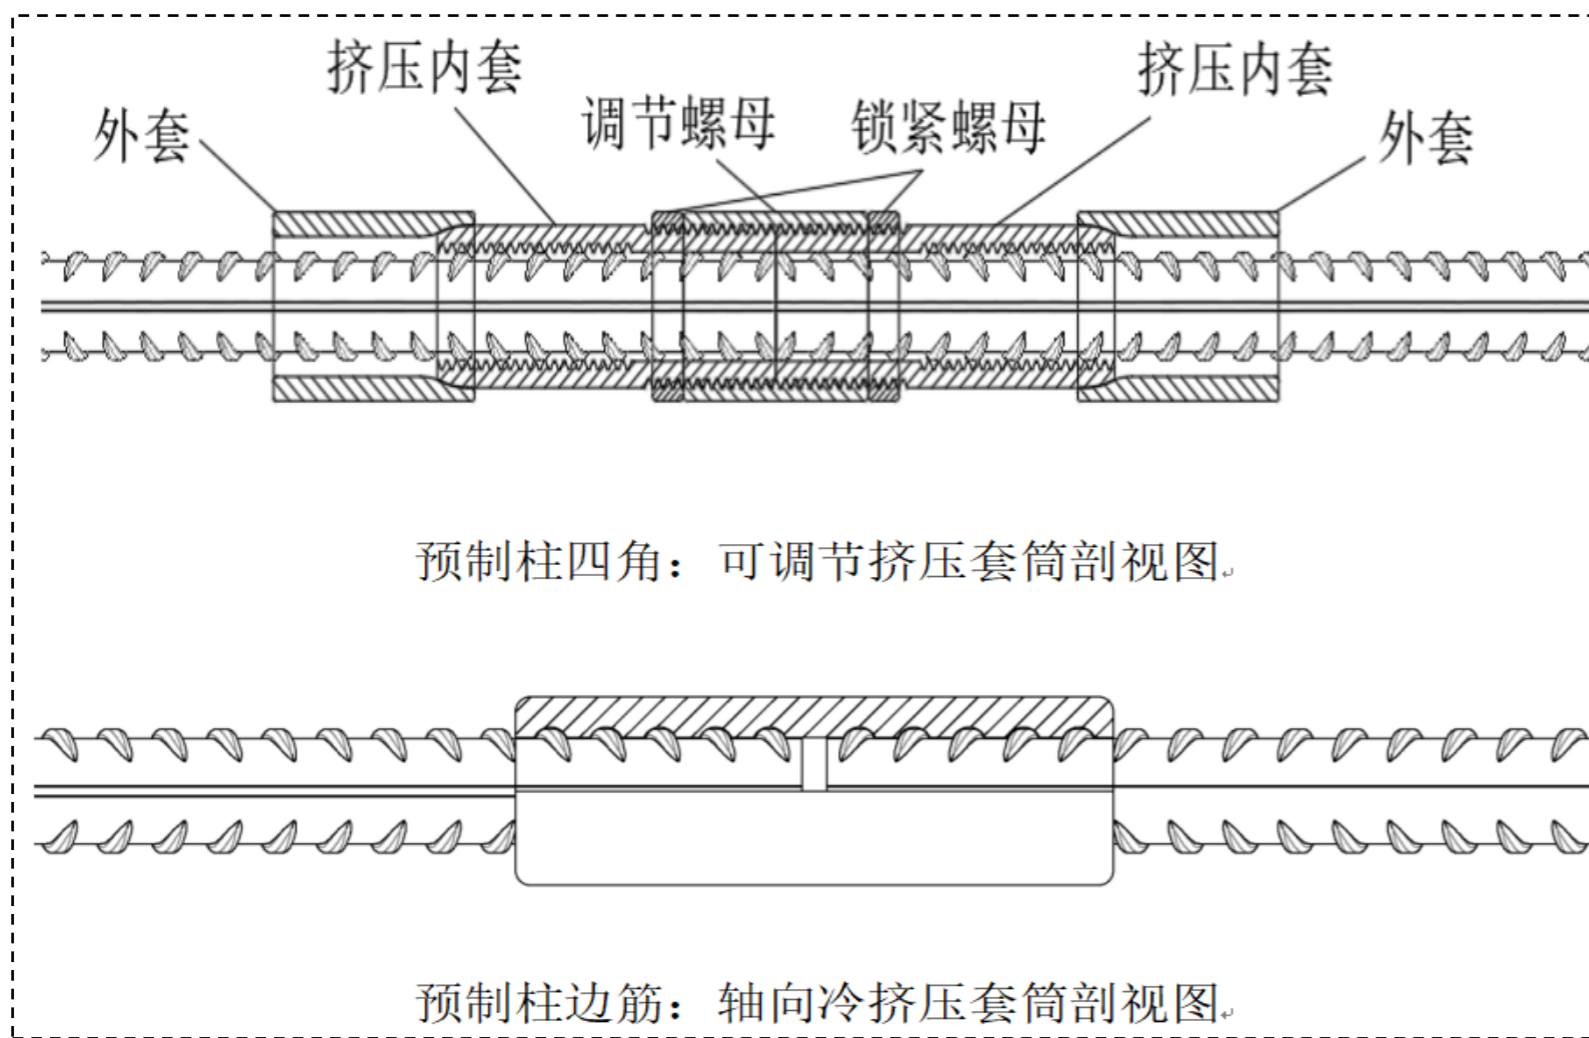 挤压内套
挤压内套
调节螺母
锁紧螺母
外套
外套
预制柱四角：可调节挤压套筒剖视图
预制柱边筋：轴向冷挤压套筒剖视图